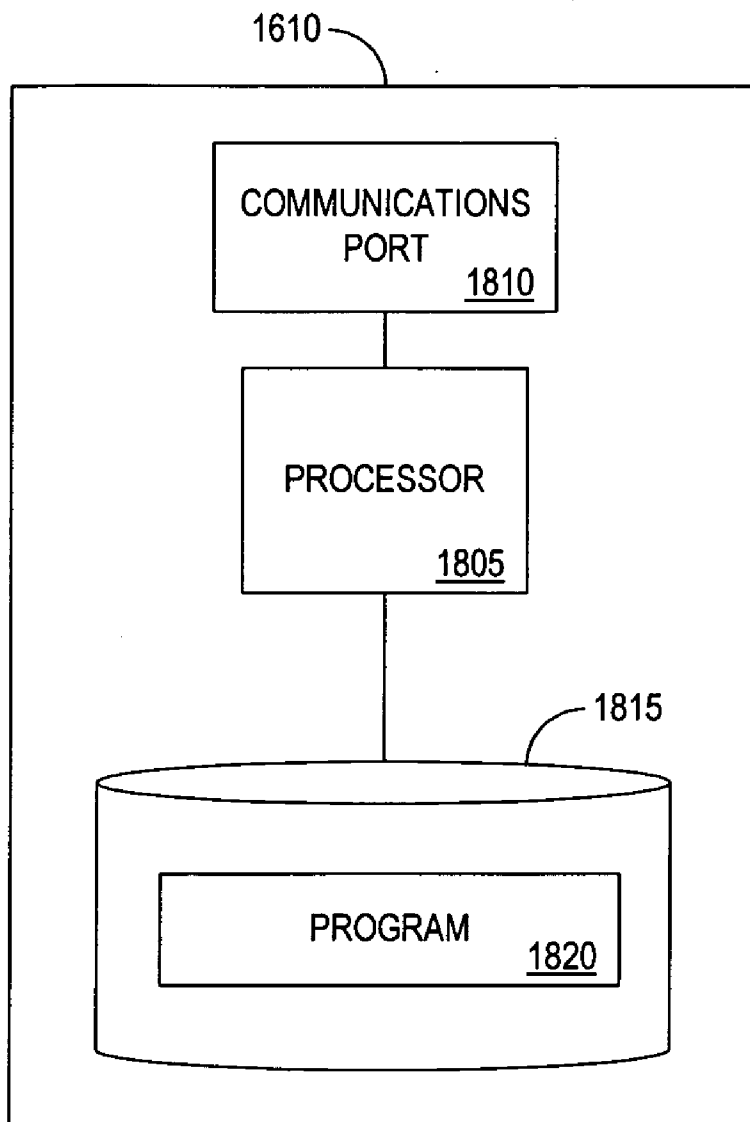 1610
COMMUNICATIONS
PORT
1810
PROCESSOR
1805
1815
PROGRAM
1820